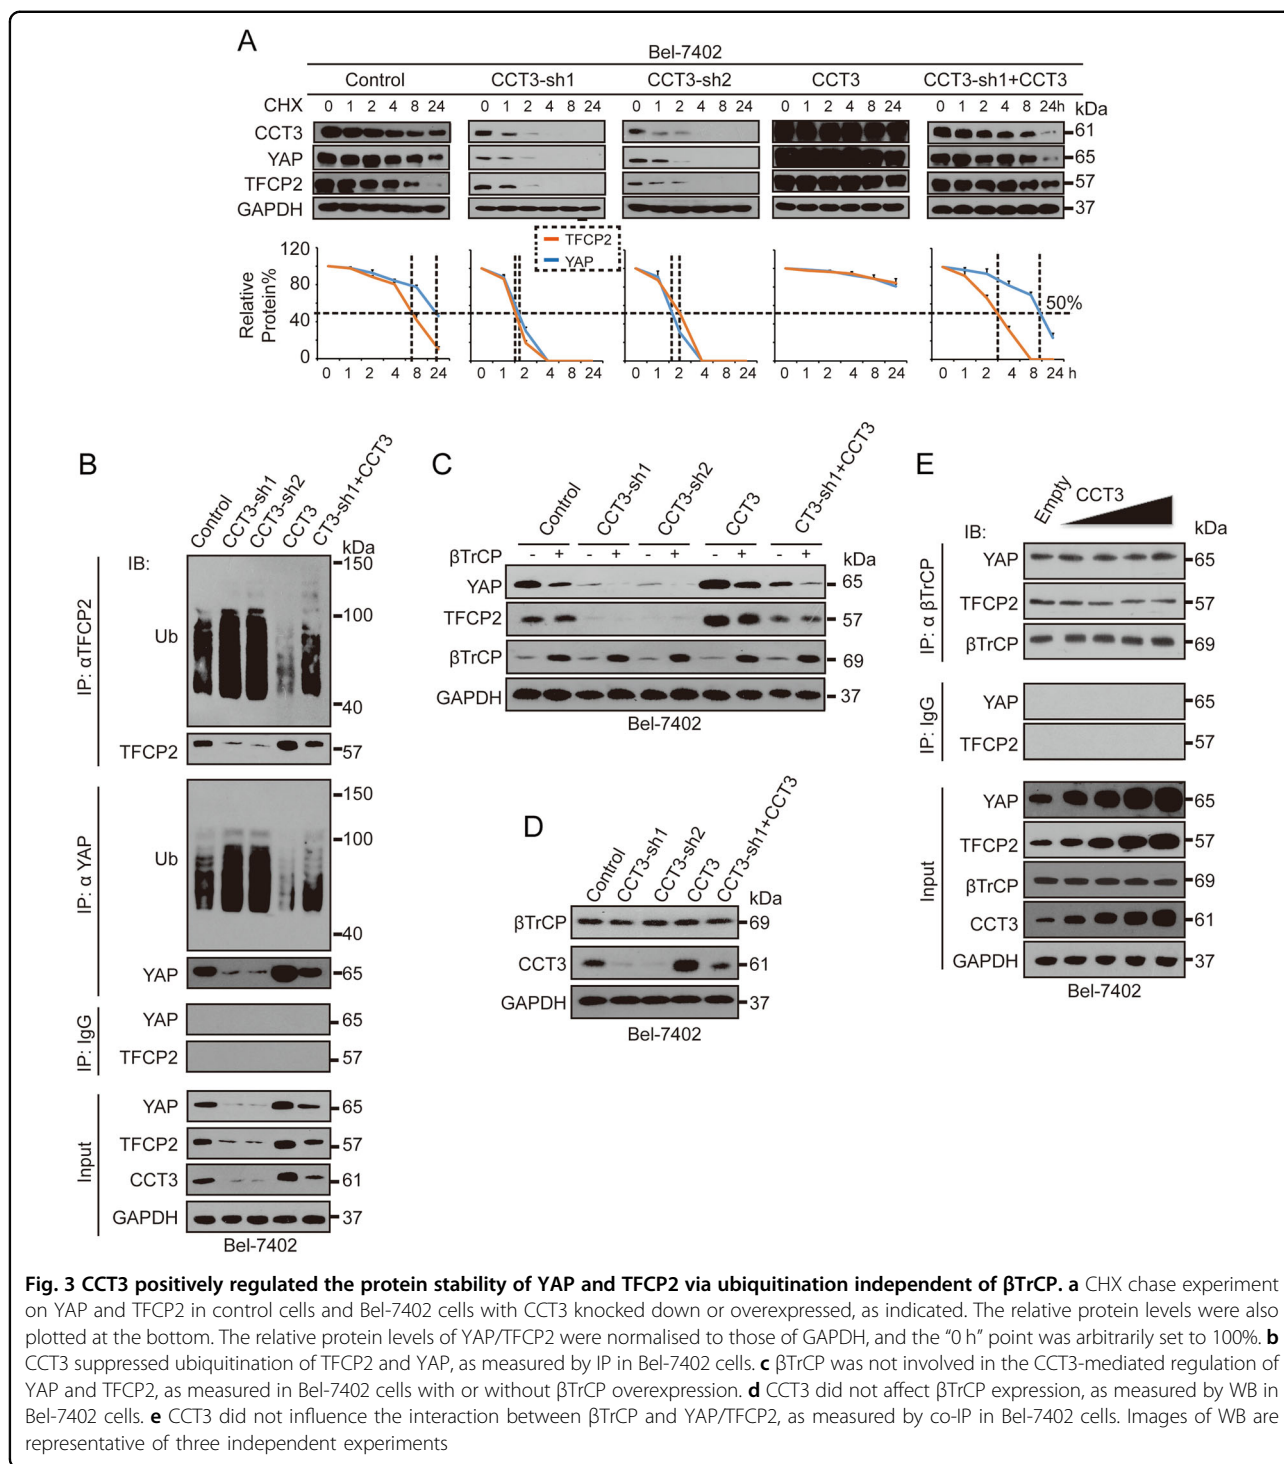 A
Bel-7402
Control CCT3-sh1 CCT3-sh2 CCT3 CCT3-sh1+CCT3
CHX 0 1 2 4 8 24 0 1 2 4 8 24 0 1 2 4 8 24 0 1 2 4 8 24 0 1 2 4 8 24h kDa
CCT3 61
YAP 65
TFCP2 57
GAPDH 37
TFCP2
YAP
Relative Protein%
120
80
40
0
50%
0 1 2 4 8 24 0 1 2 4 8 24 0 1 2 4 8 24 0 1 2 4 8 24 0 1 2 4 8 24 h
B
Control CCT3-sh1 CCT3-sh2 CCT3 CT3-sh1+CCT3
IB: kDa
IP: αTFCP2
Ub
150
100
40
TFCP2 57
IP: α YAP
Ub
150
100
40
YAP 65
IP: IgG
YAP 65
TFCP2 57
Input
YAP 65
TFCP2 57
CCT3 61
GAPDH 37
Bel-7402
C
Control CCT3-sh1 CCT3-sh2 CCT3 CT3-sh1+CCT3
βTrCP - + - + - + - + - + kDa
YAP 65
TFCP2 57
βTrCP 69
GAPDH 37
Bel-7402
D
Control CCT3-sh1 CCT3-sh2 CCT3 CCT3-sh1+CCT3
kDa
βTrCP 69
CCT3 61
GAPDH 37
Bel-7402
E
Empty CCT3
IB: kDa
IP: α βTrCP
YAP 65
TFCP2 57
βTrCP 69
IP: IgG
YAP 65
TFCP2 57
Input
YAP 65
TFCP2 57
βTrCP 69
CCT3 61
GAPDH 37
Bel-7402
Fig. 3 CCT3 positively regulated the protein stability of YAP and TFCP2 via ubiquitination independent of βTrCP. a CHX chase experiment
on YAP and TFCP2 in control cells and Bel-7402 cells with CCT3 knocked down or overexpressed, as indicated. The relative protein levels were also
plotted at the bottom. The relative protein levels of YAP/TFCP2 were normalised to those of GAPDH, and the “0 h” point was arbitrarily set to 100%. b
CCT3 suppressed ubiquitination of TFCP2 and YAP, as measured by IP in Bel-7402 cells. c βTrCP was not involved in the CCT3-mediated regulation of
YAP and TFCP2, as measured in Bel-7402 cells with or without βTrCP overexpression. d CCT3 did not affect βTrCP expression, as measured by WB in
Bel-7402 cells. e CCT3 did not influence the interaction between βTrCP and YAP/TFCP2, as measured by co-IP in Bel-7402 cells. Images of WB are
representative of three independent experiments